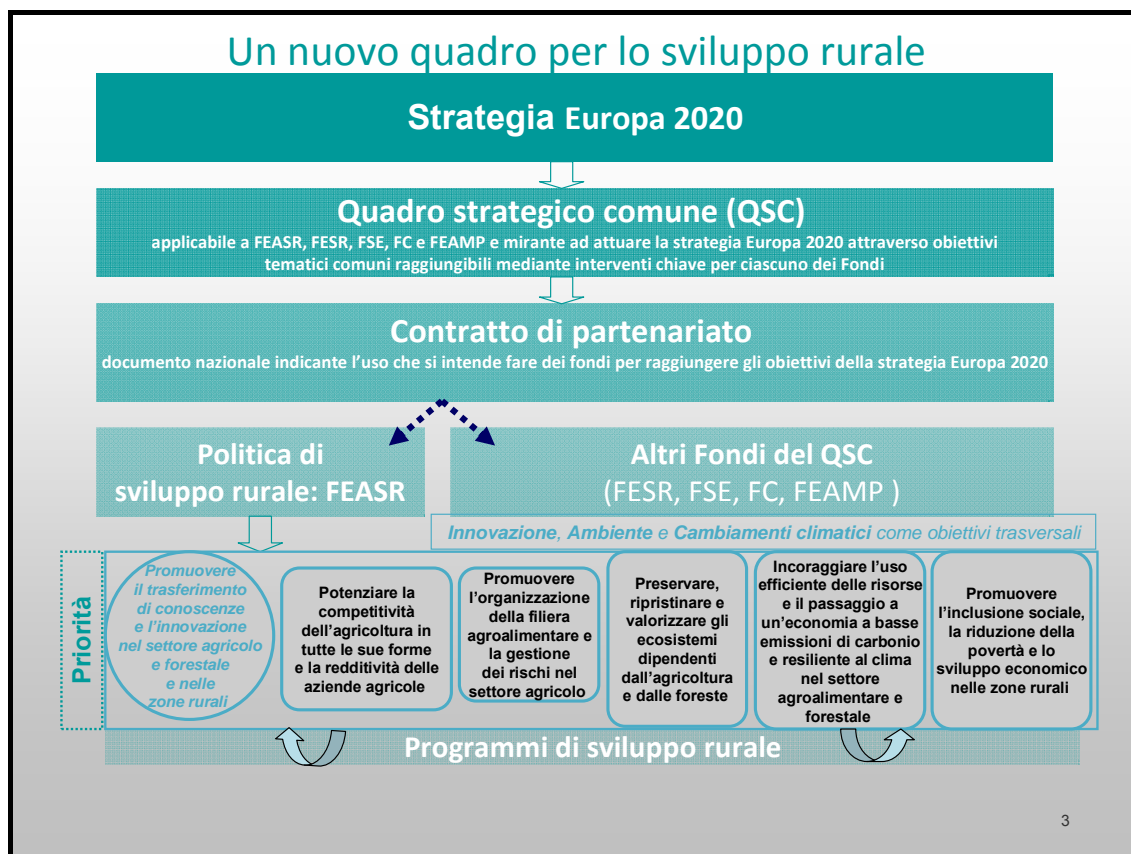 Un nuovo quadro per lo sviluppo rurale
Strategia Europa 2020
Quadro strategico comune (QSC)
applicabile a FEASR, FESR, FSE, FC e FEAMP e mirante ad attuare la strategia Europa 2020 attraverso obiettivi
tematici comuni raggiungibili mediante interventi chiave per ciascuno dei Fondi
Contratto di partenariato
documento nazionale indicante l'uso che si intende fare dei fondi per raggiungere gli obiettivi della strategia Europa 2020
Politica di
sviluppo rurale: FEASR
Altri Fondi del QSC
(FESR, FSE, FC, FEAMP )
Innovazione, Ambiente e Cambiamenti climatici come obiettivi trasversali
Priorità
Promuovere
il trasferimento
di conoscenze
e l'innovazione
nel settore agricolo
e forestale
e nelle
zone rurali
Potenziare la
competitività
dell'agricoltura in
tutte le sue forme
e la redditività delle
aziende agricole
Promuovere
l'organizzazione
della filiera
agroalimentare e
la gestione
dei rischi nel
settore agricolo
Preservare,
ripristinare e
valorizzare gli
ecosistemi
dipendenti
dall'agricoltura
e dalle foreste
Incoraggiare l'uso
efficiente delle risorse
e il passaggio a
un'economia a basse
emissioni di carbonio
e resiliente al clima
nel settore
agroalimentare e
forestale
Promuovere
l'inclusione sociale,
la riduzione della
povertà e lo
sviluppo economico
nelle zone rurali
Programmi di sviluppo rurale
3